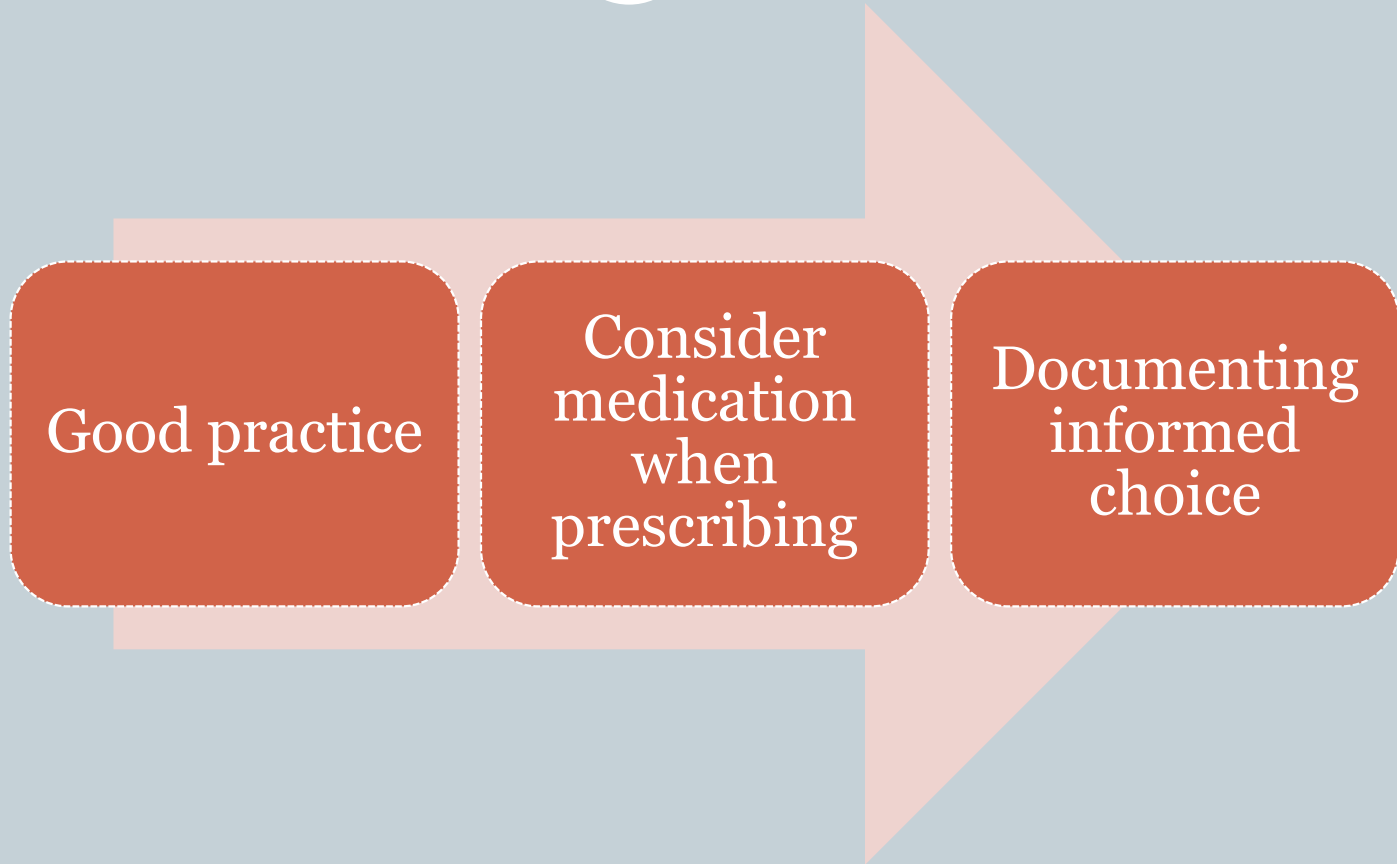 Good practice
Consider
medication
when
prescribing
Documenting
informed
choice